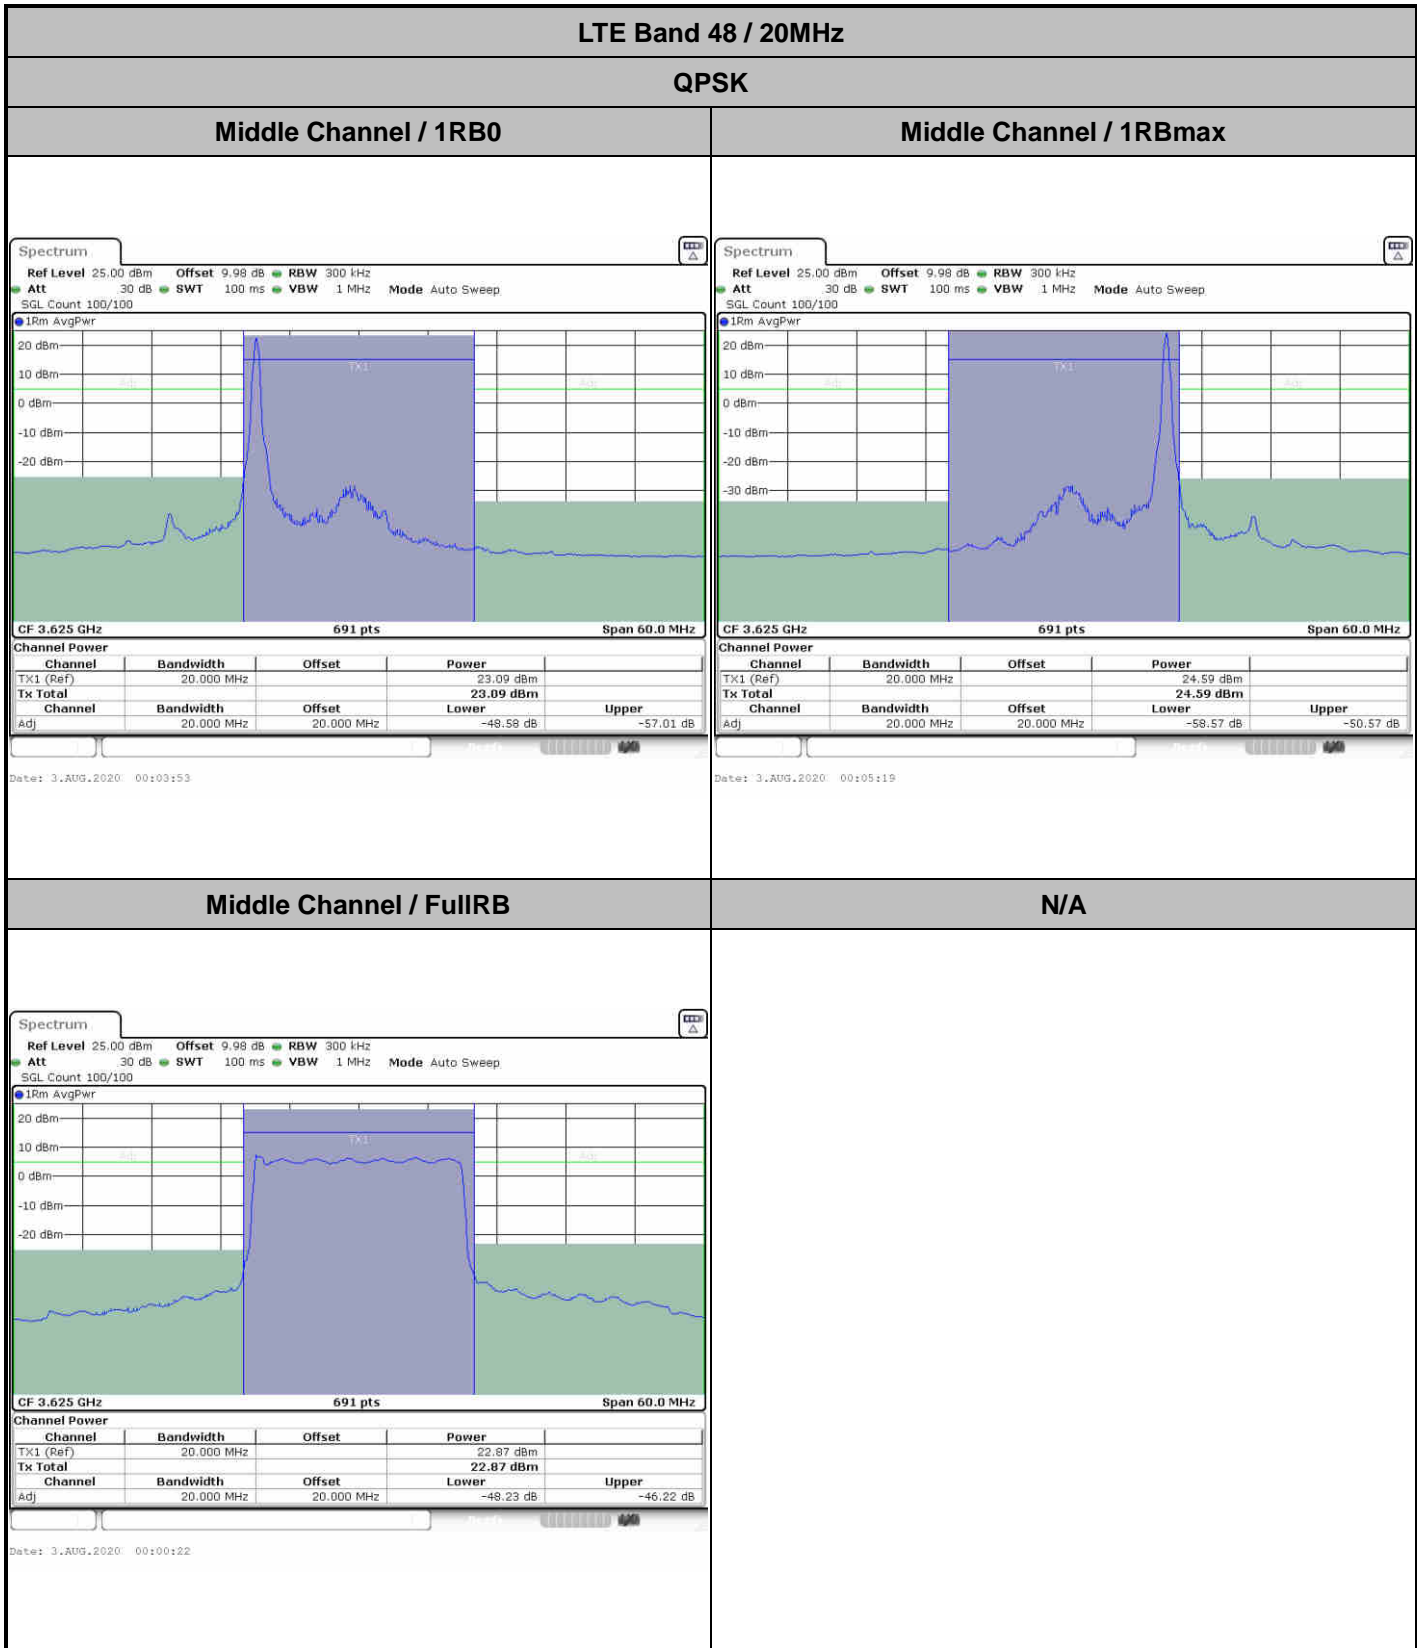 LTE Band 48 / 20MHz
QPSK
Middle Channel / 1RB0
Middle Channel / 1RBmax
Spectrum
Ref Level 25.00 dBm Offset 9.98 dB RBW 300 kHz
Att 30 dB SWT 100 ms VBW 1 MHz Mode Auto Sweep
SGL Count 100/100
1Rm AvgPwr
20 dBm
10 dBm
0 dBm
-10 dBm
-20 dBm
Adj
TX1
Adj
CF 3.625 GHz 691 pts Span 60.0 MHz
Channel Power
Channel Bandwidth Offset Power
TX1 (Ref) 20.000 MHz 23.09 dBm
Tx Total 23.09 dBm
Channel Bandwidth Offset Lower Upper
Adj 20.000 MHz 20.000 MHz -48.58 dB -57.01 dB
Date: 3.AUG.2020 00:03:53
Spectrum
Ref Level 25.00 dBm Offset 9.98 dB RBW 300 kHz
Att 30 dB SWT 100 ms VBW 1 MHz Mode Auto Sweep
SGL Count 100/100
1Rm AvgPwr
20 dBm
10 dBm
0 dBm
-10 dBm
-20 dBm
-30 dBm
Adj
TX1
Adj
CF 3.625 GHz 691 pts Span 60.0 MHz
Channel Power
Channel Bandwidth Offset Power
TX1 (Ref) 20.000 MHz 24.59 dBm
Tx Total 24.59 dBm
Channel Bandwidth Offset Lower Upper
Adj 20.000 MHz 20.000 MHz -58.57 dB -50.57 dB
Date: 3.AUG.2020 00:05:19
Middle Channel / FullRB
N/A
Spectrum
Ref Level 25.00 dBm Offset 9.98 dB RBW 300 kHz
Att 30 dB SWT 100 ms VBW 1 MHz Mode Auto Sweep
SGL Count 100/100
1Rm AvgPwr
20 dBm
10 dBm
0 dBm
-10 dBm
-20 dBm
Adj
TX1
Adj
CF 3.625 GHz 691 pts Span 60.0 MHz
Channel Power
Channel Bandwidth Offset Power
TX1 (Ref) 20.000 MHz 22.87 dBm
Tx Total 22.87 dBm
Channel Bandwidth Offset Lower Upper
Adj 20.000 MHz 20.000 MHz -48.23 dB -46.22 dB
Date: 3.AUG.2020 00:00:22